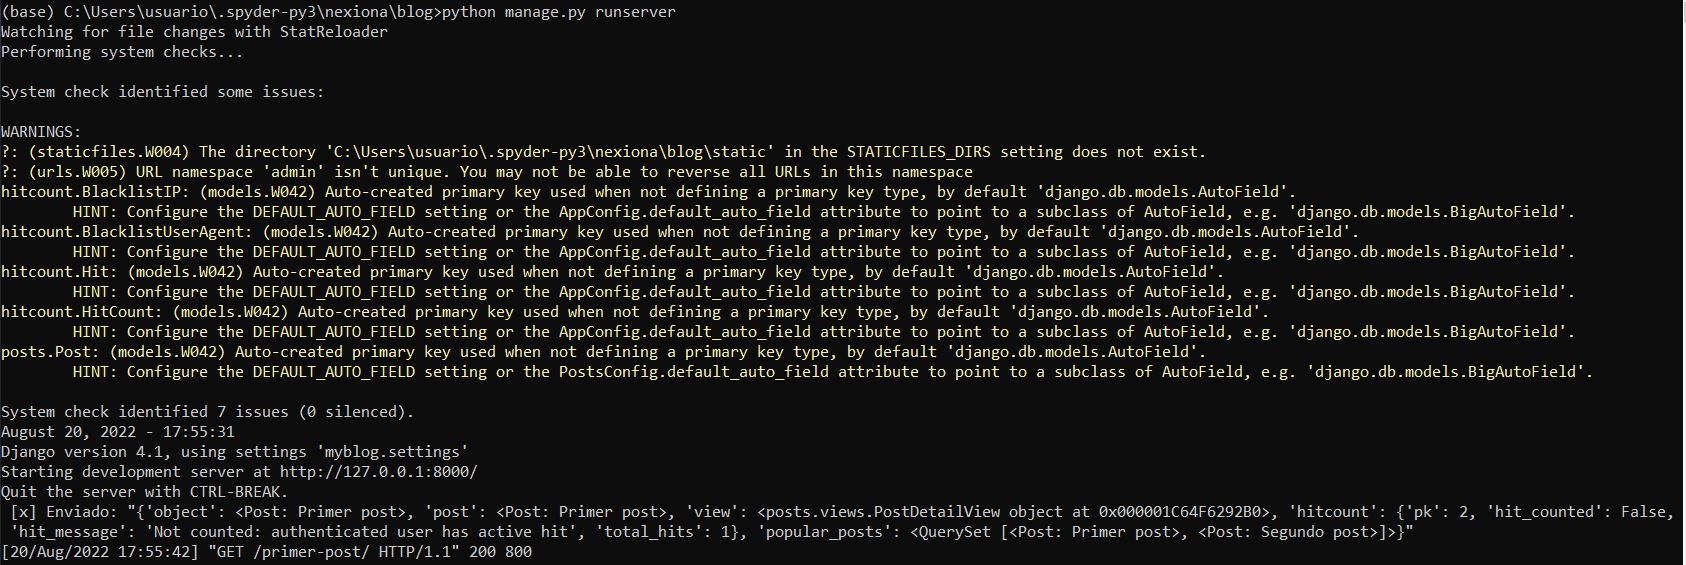 (base) C:\Users\usuario\.spyder-py3\nexiona\blog>python manage.py runserver
Watching for file changes with StatReloader
Performing system checks...
System check identified some issues:
WARNINGS:
?: (staticfiles.W004) The directory 'C:\Users\usuario\.spyder-py3\nexiona\blog\static' in the STATICFILES_DIRS setting does not exist.
?: (urls.W005) URL namespace 'admin' isn't unique. You may not be able to reverse all URLs in this namespace
hitcount.BlacklistIP: (models.W042) Auto-created primary key used when not defining a primary key type, by default 'django.db.models.AutoField'.
        HINT: Configure the DEFAULT_AUTO_FIELD setting or the AppConfig.default_auto_field attribute to point to a subclass of AutoField, e.g. 'django.db.models.BigAutoField'.
hitcount.BlacklistUserAgent: (models.W042) Auto-created primary key used when not defining a primary key type, by default 'django.db.models.AutoField'.
        HINT: Configure the DEFAULT_AUTO_FIELD setting or the AppConfig.default_auto_field attribute to point to a subclass of AutoField, e.g. 'django.db.models.BigAutoField'.
hitcount.Hit: (models.W042) Auto-created primary key used when not defining a primary key type, by default 'django.db.models.AutoField'.
        HINT: Configure the DEFAULT_AUTO_FIELD setting or the AppConfig.default_auto_field attribute to point to a subclass of AutoField, e.g. 'django.db.models.BigAutoField'.
hitcount.HitCount: (models.W042) Auto-created primary key used when not defining a primary key type, by default 'django.db.models.AutoField'.
        HINT: Configure the DEFAULT_AUTO_FIELD setting or the AppConfig.default_auto_field attribute to point to a subclass of AutoField, e.g. 'django.db.models.BigAutoField'.
posts.Post: (models.W042) Auto-created primary key used when not defining a primary key type, by default 'django.db.models.AutoField'.
        HINT: Configure the DEFAULT_AUTO_FIELD setting or the PostsConfig.default_auto_field attribute to point to a subclass of AutoField, e.g. 'django.db.models.BigAutoField'.
System check identified 7 issues (0 silenced).
August 20, 2022 - 17:55:31
Django version 4.1, using settings 'myblog.settings'
Starting development server at http://127.0.0.1:8000/
Quit the server with CTRL-BREAK.
 [x] Enviado: "{'object': <Post: Primer post>, 'post': <Post: Primer post>, 'view': <posts.views.PostDetailView object at 0x000001C64F6292B0>, 'hitcount': {'pk': 2, 'hit_counted': False,
 'hit_message': 'Not counted: authenticated user has active hit', 'total_hits': 1}, 'popular_posts': <QuerySet [<Post: Primer post>, <Post: Segundo post>]>}"
[20/Aug/2022 17:55:42] "GET /primer-post/ HTTP/1.1" 200 800